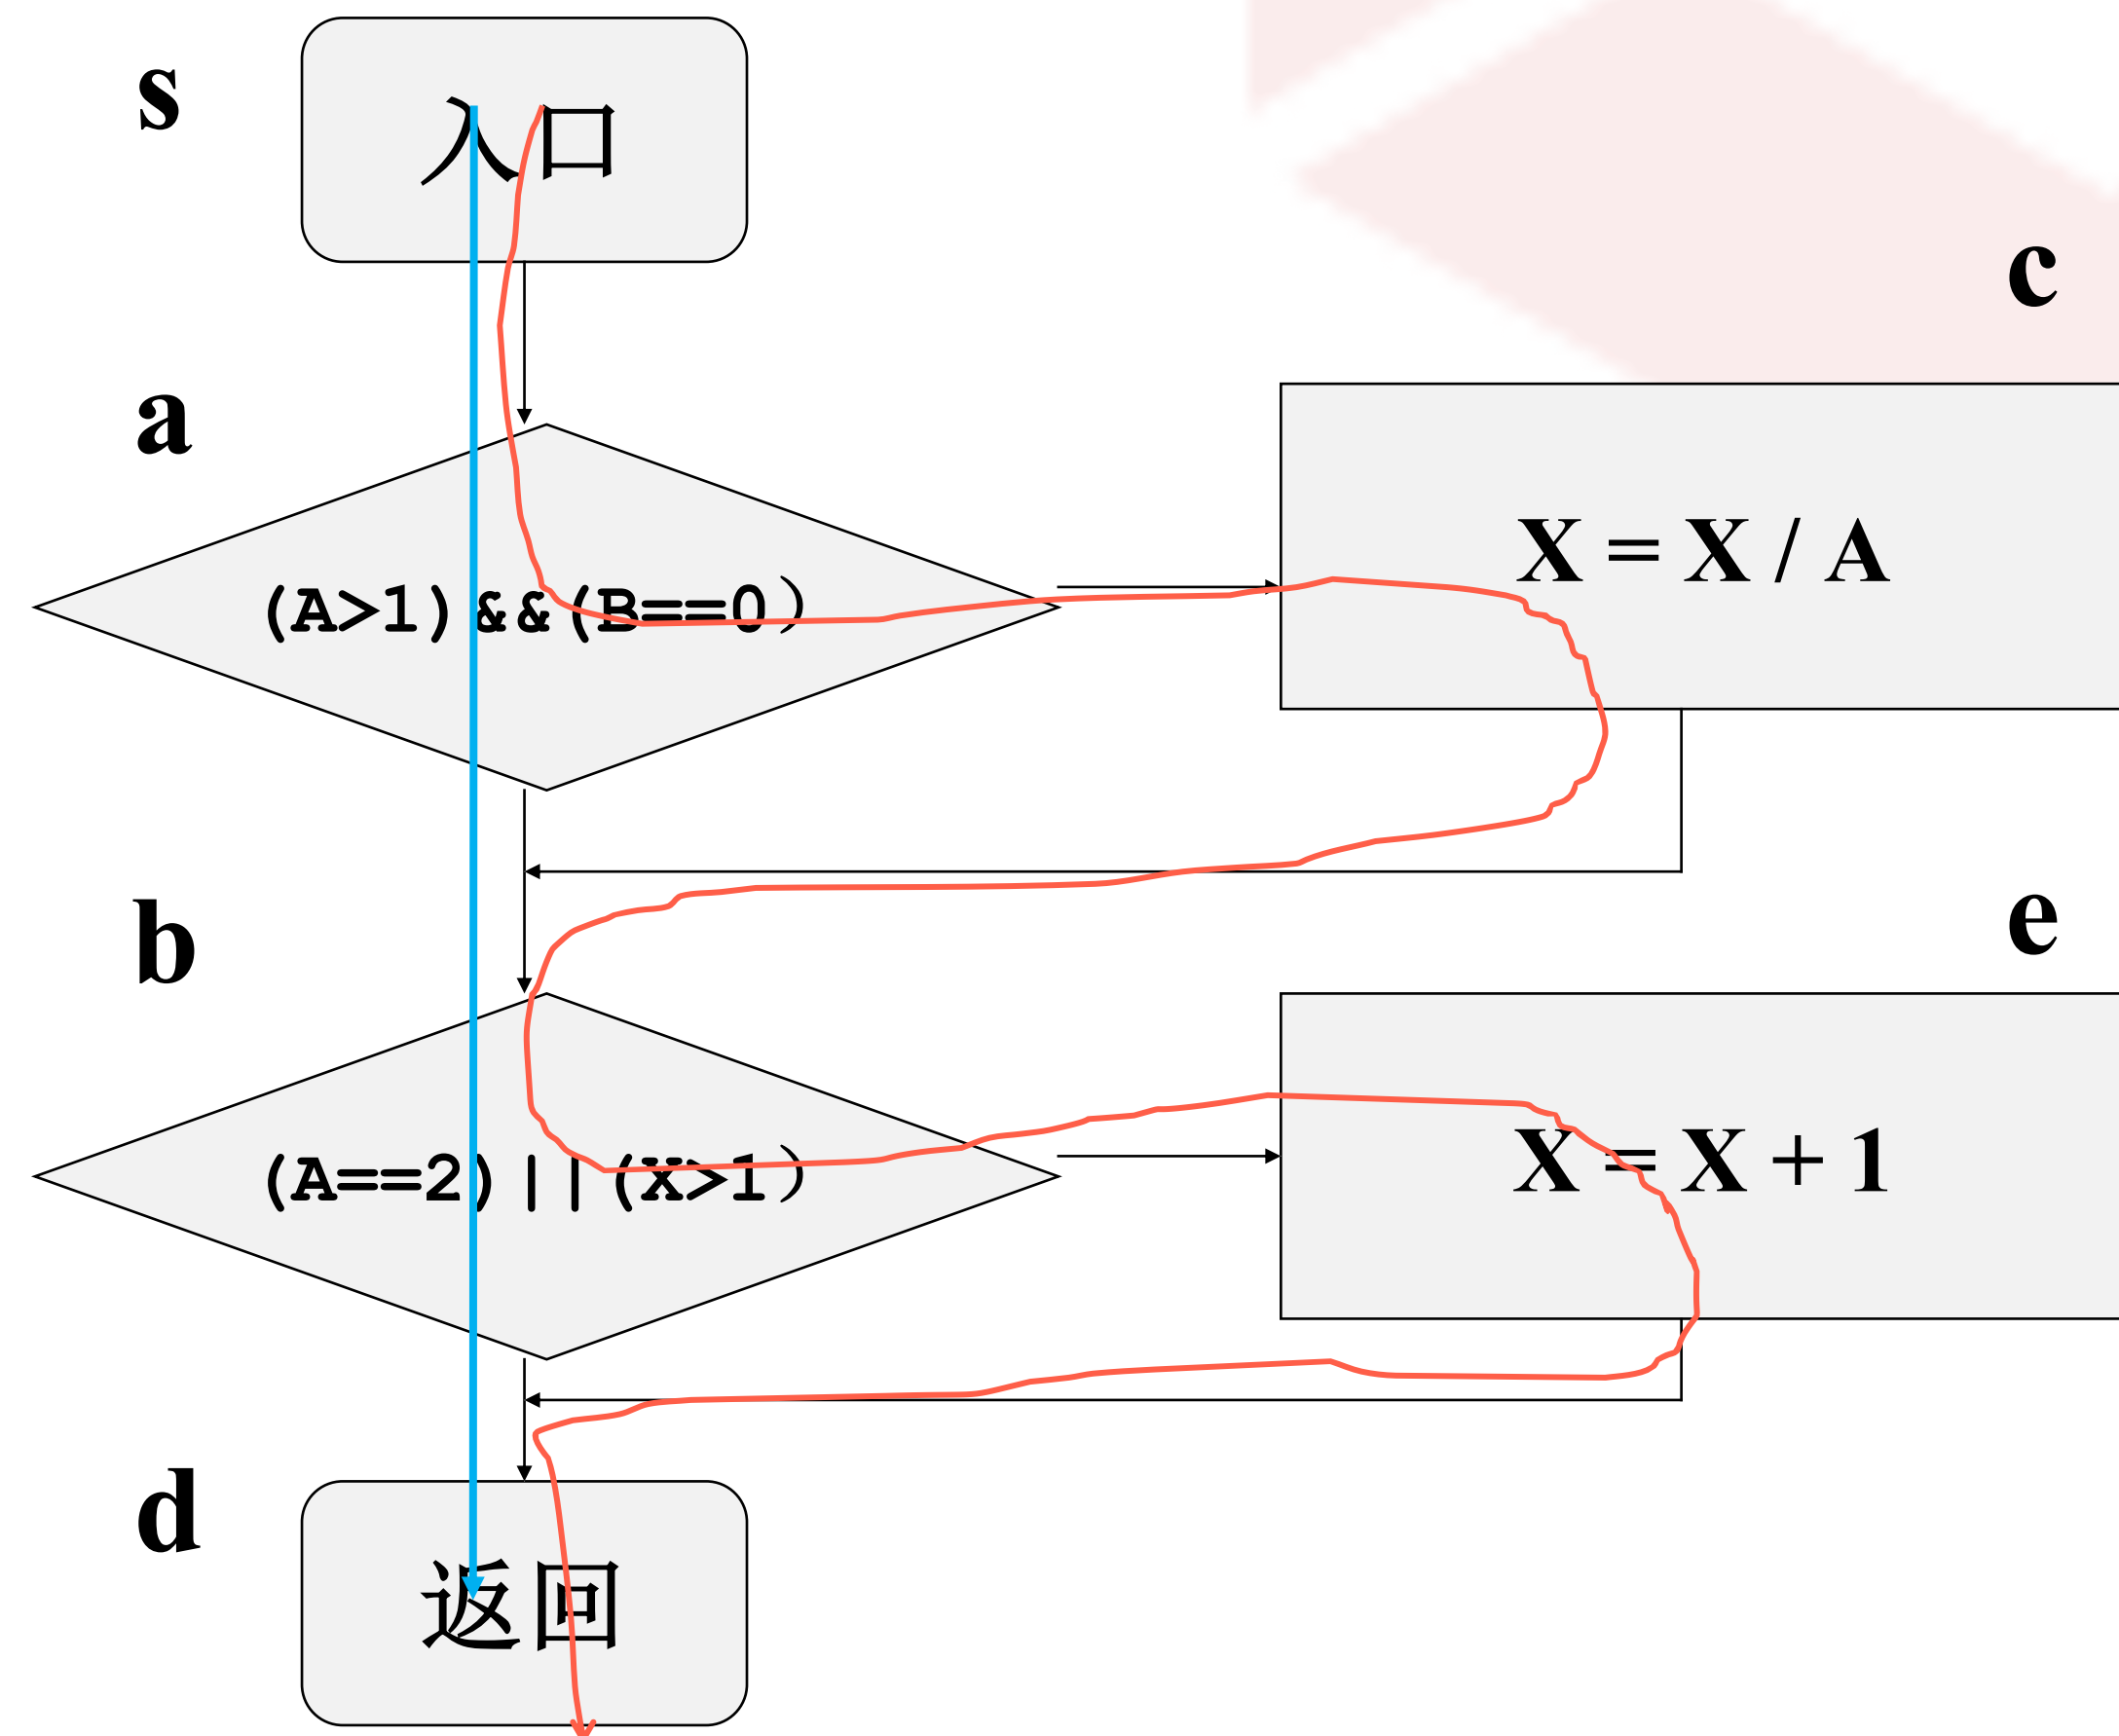 s
入口
c
a
X = X / A
(A>1) && (B==0)
b
e
(A==2) || (x>1)
X = X + 1
d
返回